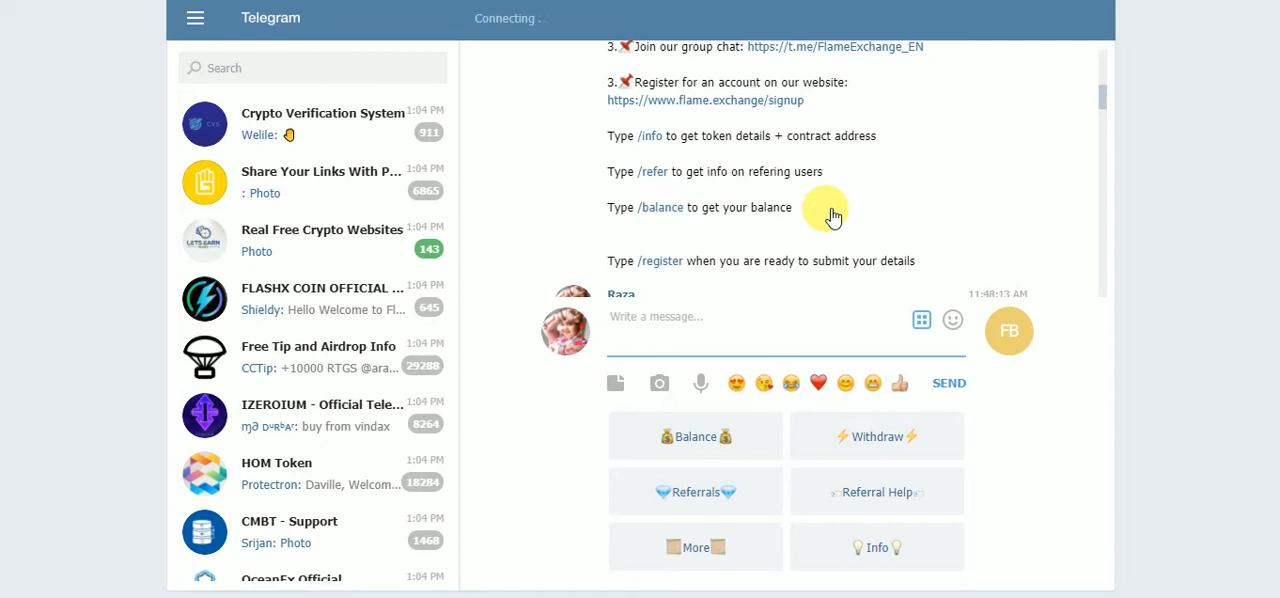 Telegram
Connecting ..
Search
Crypto Verification System 1:04 PM
Welile: 👋 911
Share Your Links With P... 1:04 PM
: Photo 6865
Real Free Crypto Websites 1:04 PM
Photo 143
FLASHX COIN OFFICIAL ... 1:04 PM
Shieldy: Hello Welcome to Fl... 645
Free Tip and Airdrop Info 1:04 PM
CCTip: +10000 RTGS @ara... 29288
IZEROIUM - Official Tele... 1:04 PM
ɱ∂ ᴅᵘʀᵇᴀʳ: buy from vindax 8264
HOM Token 1:04 PM
Protectron: Daville, Welcom... 18284
CMBT - Support 1:04 PM
Srijan: Photo 1468
OceanEx Official 1:04 PM
3.📌Join our group chat: https://t.me/FlameExchange_EN
3.📌Register for an account on our website:
https://www.flame.exchange/signup
Type /info to get token details + contract address
Type /refer to get info on refering users
Type /balance to get your balance
Type /register when you are ready to submit your details
Raza 11:48:13 AM
Write a message...
FB
SEND
💰Balance💰
⚡Withdraw⚡
💎Referrals💎
Referral Help
📜More📜
💡Info💡